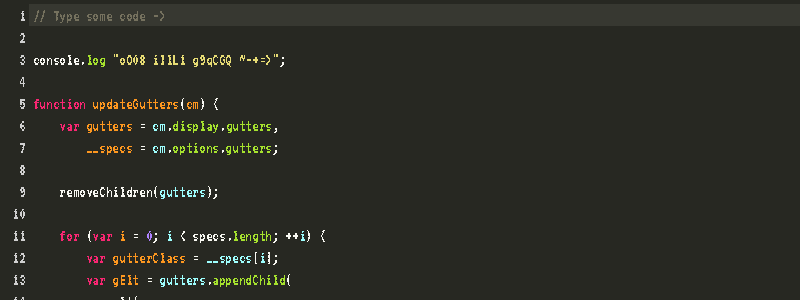 1 // Type some code ->
2
3 console.log "oO08 iIlL1 g9qCGQ ~-+=>";
4
5 function updateGutters(cm) {
6 var gutters = cm.display.gutters,
7 __specs = cm.options.gutters;
8
9 removeChildren(gutters);
10
11 for (var i = 0; i < specs.length; ++i) {
12 var gutterClass = __specs[i];
13 var gElt = gutters.appendChild(